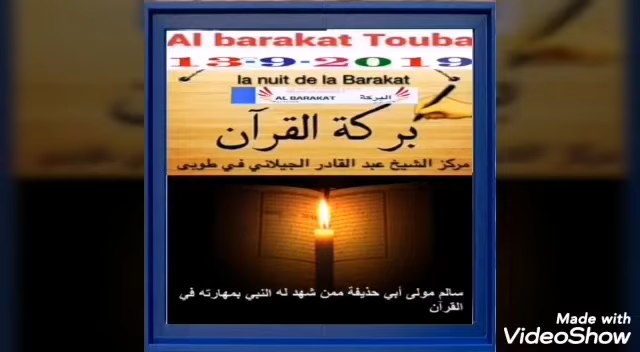 Al barakat Touba
13-9-2019
la nuit de la Barakat
AL BARAKAT البركة
بركة القرآن
مركز الشيخ عبد القادر الجيلاني في طوبى
سالم مولى أبي حذيفة ممن شهد له النبي بمهارته في
القرآن
Made with
VideoShow